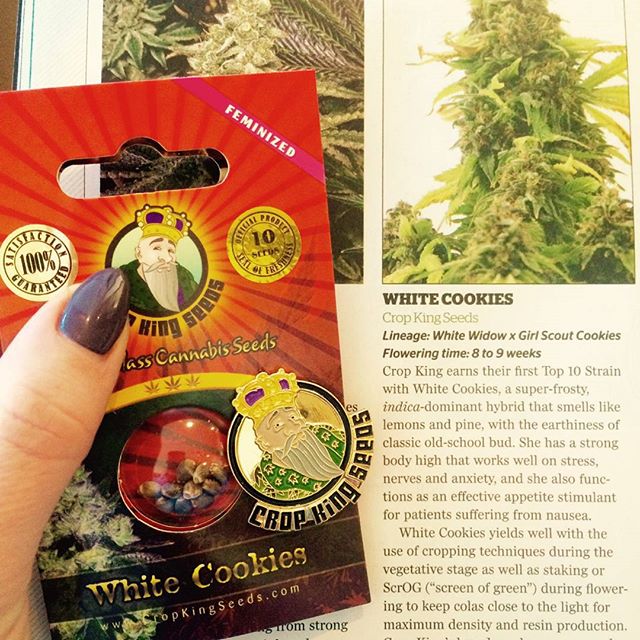 FEMINIZED
SATISFACTION
100%
GUARANTEED
OFFICIAL PRODUCT
10
SEEDS
SEAL OF FRESHNESS
KING SEEDS
Cannabis Seeds
CROP KING SEEDS
White Cookies
CropKingSeeds.com
from strong
WHITE COOKIES
Crop King Seeds
Lineage: White Widow x Girl Scout Cookies
Flowering time: 8 to 9 weeks
Crop King earns their first Top 10 Strain
with White Cookies, a super-frosty,
indica-dominant hybrid that smells like
lemons and pine, with the earthiness of
classic old-school bud. She has a strong
body high that works well on stress,
nerves and anxiety, and she also func-
tions as an effective appetite stimulant
for patients suffering from nausea.
White Cookies yields well with the
use of cropping techniques during the
vegetative stage as well as staking or
ScrOG (“screen of green”) during flower-
ing to keep colas close to the light for
maximum density and resin production.